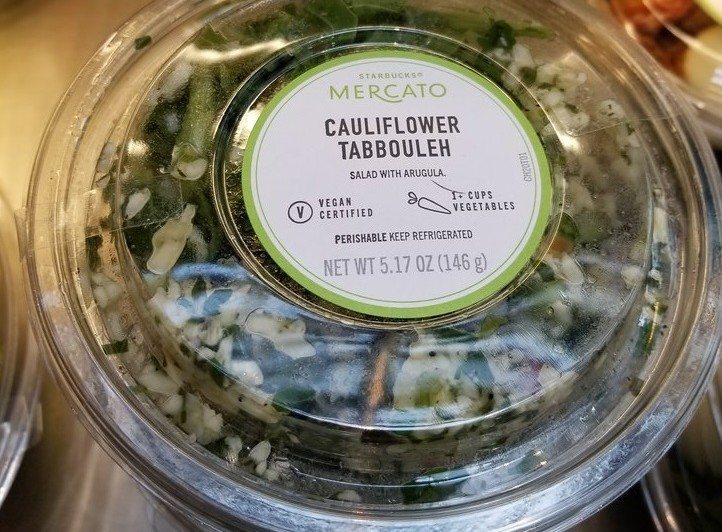 STARBUCKS®
MERCATO
CAULIFLOWER
TABBOULEH
SALAD WITH ARUGULA.
V VEGAN
CERTIFIED
1+ CUPS
VEGETABLES
PERISHABLE KEEP REFRIGERATED
NET WT 5.17 OZ (146 g)